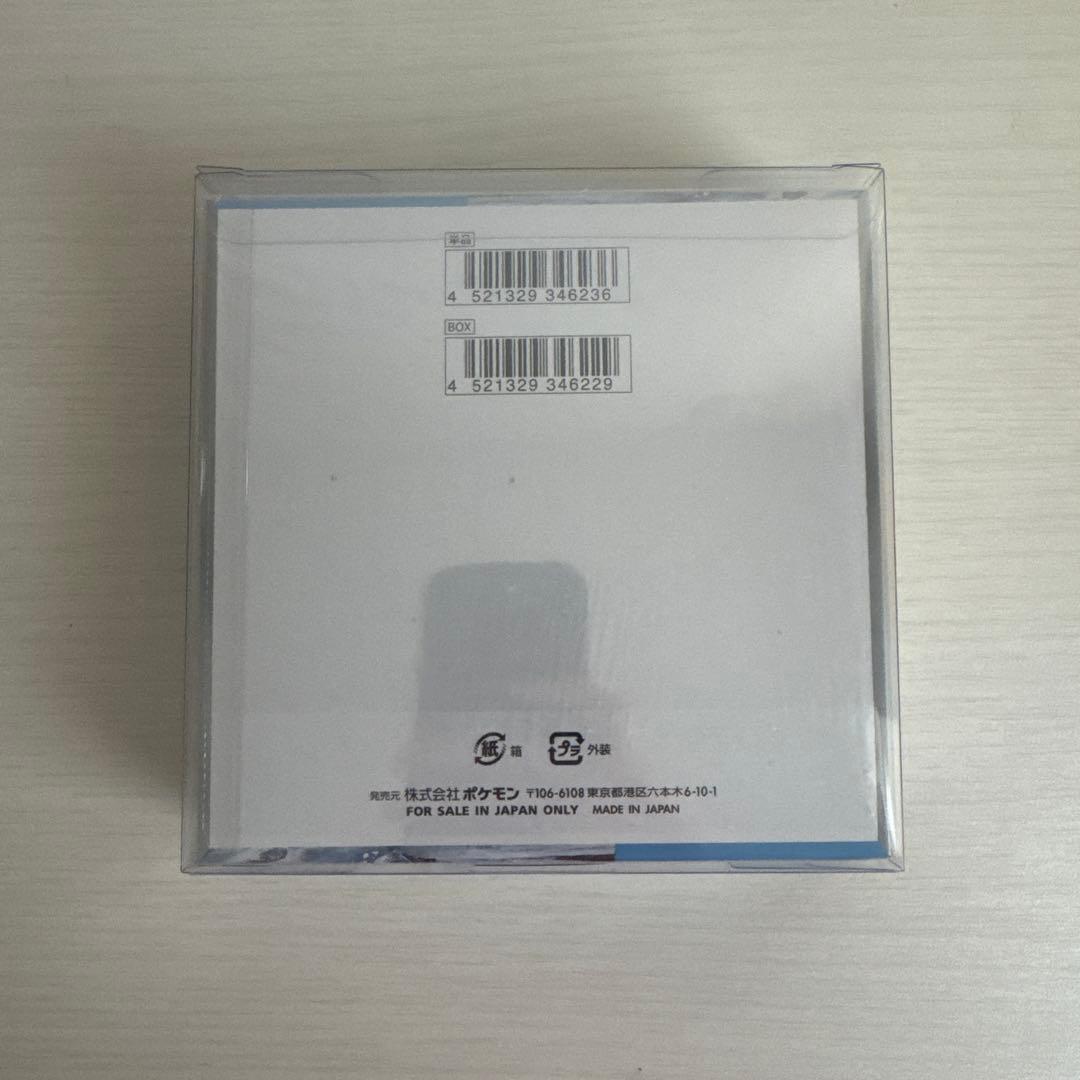 単品
4 521329 346236
BOX
4 521329 346229
紙 箱 プラ 外装
発売元 株式会社 ポケモン 〒106-6108 東京都港区六本木6-10-1
FOR SALE IN JAPAN ONLY MADE IN JAPAN